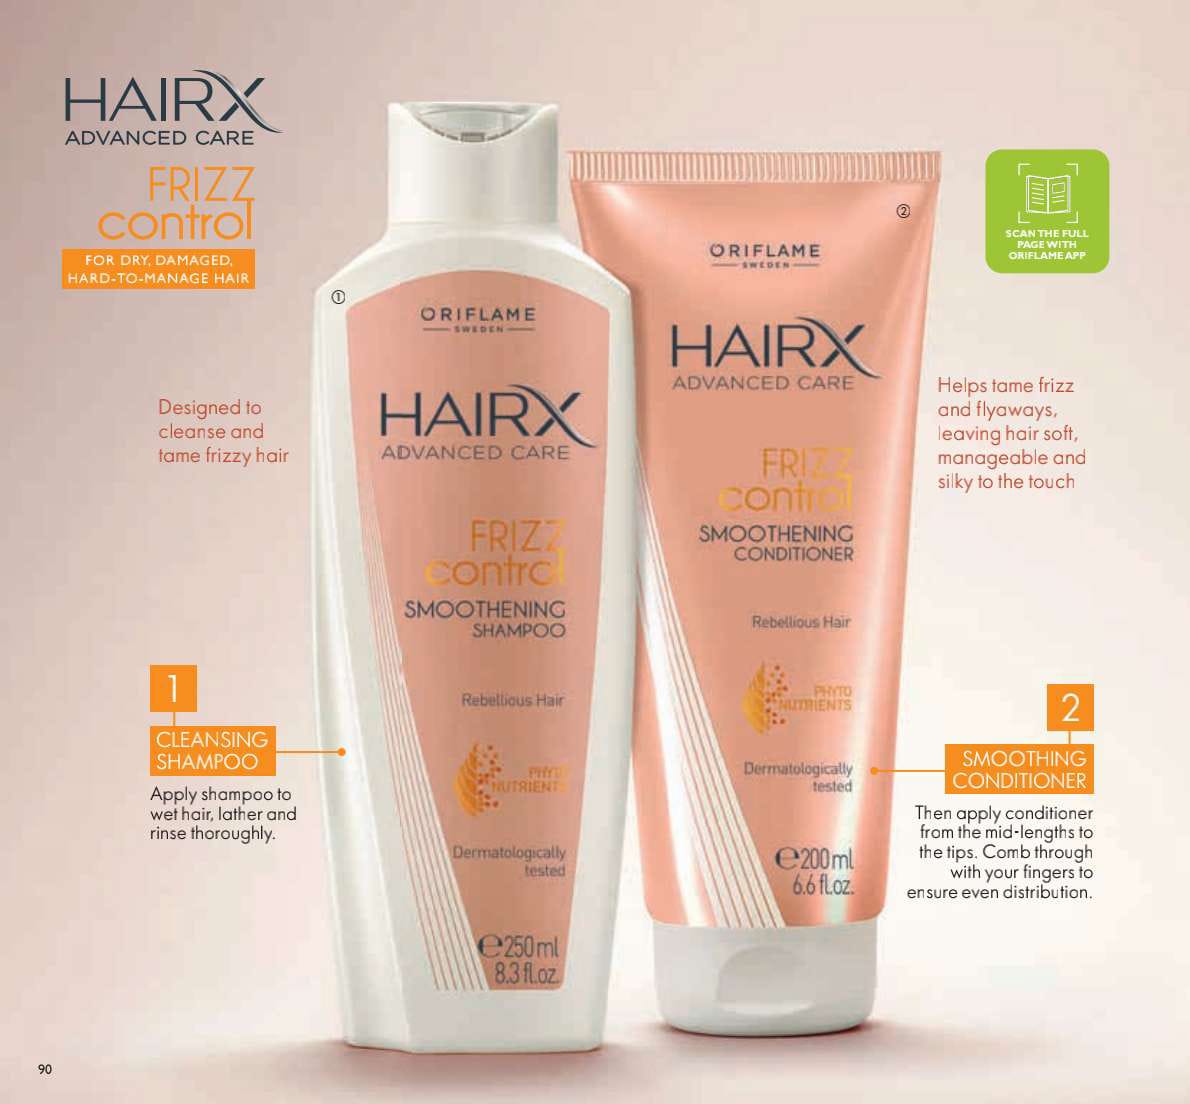 HAIRX
ADVANCED CARE
FRIZZ
control
FOR DRY, DAMAGED,
HARD-TO-MANAGE HAIR
Designed to
cleanse and
tame frizzy hair
①
ORIFLAME
SWEDEN
HAIRX
ADVANCED CARE
FRIZZ
control
SMOOTHENING
SHAMPOO
Rebellious Hair
PHYTO
NUTRIENTS
Dermatologically
tested
℮250ml
8.3 fl.oz.
②
ORIFLAME
SWEDEN
HAIRX
ADVANCED CARE
FRIZZ
control
SMOOTHENING
CONDITIONER
Rebellious Hair
PHYTO
NUTRIENTS
Dermatologically
tested
℮200ml
6.6 fl.oz.
SCAN THE FULL
PAGE WITH
ORIFLAME APP
Helps tame frizz
and flyaways,
leaving hair soft,
manageable and
silky to the touch
1
CLEANSING
SHAMPOO
Apply shampoo to
wet hair, lather and
rinse thoroughly.
2
SMOOTHING
CONDITIONER
Then apply conditioner
from the mid-lengths to
the tips. Comb through
with your fingers to
ensure even distribution.
90